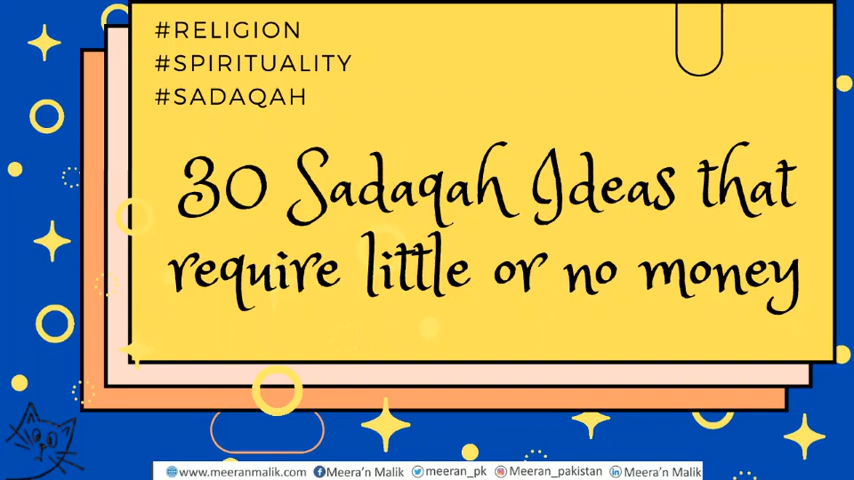 #RELIGION
#SPIRITUALITY
#SADAQAH
30 Sadaqah Ideas that
require little or no money
www.meeranmalik.com Meera'n Malik meeran_pk Meeran_pakistan Meera'n Malik